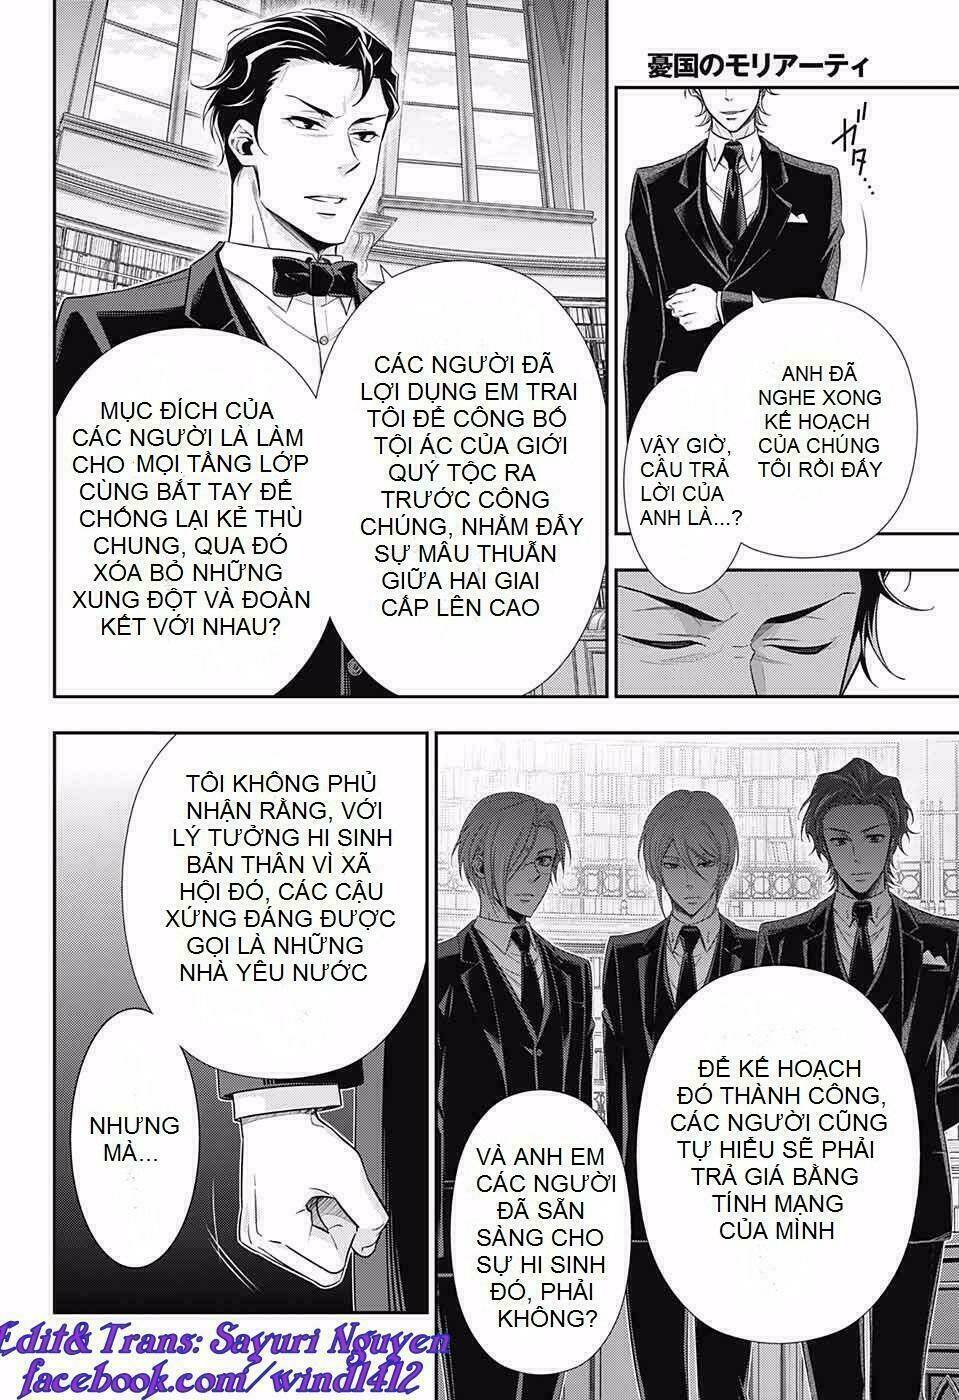 憂国のモリアーティ
ガタ…
ANH ĐÃ
NGHE XONG
KẾ HOẠCH
CỦA CHÚNG
TÔI RỒI ĐẤY
VẬY GIỜ,
CÂU TRẢ
LỜI CỦA
ANH LÀ...?
CÁC NGƯỜI ĐÃ
LỢI DỤNG EM TRAI
TÔI ĐỂ CÔNG BỐ
TỘI ÁC CỦA GIỚI
QUÝ TỘC RA
TRƯỚC CÔNG
CHÚNG, NHẰM ĐẨY
SỰ MÂU THUẪN
GIỮA HAI GIAI
CẤP LÊN CAO
MỤC ĐÍCH CỦA
CÁC NGƯỜI LÀ LÀM
CHO MỌI TẦNG LỚP
CÙNG BẮT TAY ĐỂ
CHỐNG LẠI KẺ THÙ
CHUNG, QUA ĐÓ
XÓA BỎ NHỮNG
XUNG ĐỘT VÀ ĐOÀN
KẾT VỚI NHAU?
ĐỂ KẾ HOẠCH
ĐÓ THÀNH CÔNG,
CÁC NGƯỜI CŨNG
TỰ HIỂU SẼ PHẢI
TRẢ GIÁ BẰNG
TÍNH MẠNG
CỦA MÌNH
VÀ ANH EM
CÁC NGƯỜI
ĐÃ SẴN
SÀNG CHO
SỰ HI SINH
ĐÓ, PHẢI
KHÔNG?
TÔI KHÔNG PHỦ
NHẬN RẰNG, VỚI
LÝ TƯỞNG HI SINH
BẢN THÂN VÌ XÃ
HỘI ĐÓ, CÁC CẬU
XỨNG ĐÁNG ĐƯỢC
GỌI LÀ NHỮNG
NHÀ YÊU NƯỚC
NHƯNG
MÀ...
Edit& Trans: Sayuri Nguyen
facebook.com/wind1412